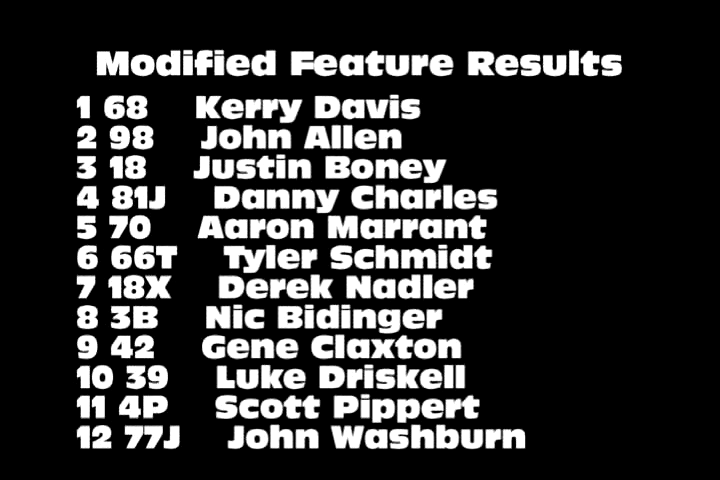 Modified Feature Results
1 68 Kerry Davis
2 98 John Allen
3 18 Justin Boney
4 81J Danny Charles
5 70 Aaron Marrant
6 66T Tyler Schmidt
7 18X Derek Nadler
8 3B Nic Bidinger
9 42 Gene Claxton
10 39 Luke Driskell
11 4P Scott Pippert
12 77J John Washburn